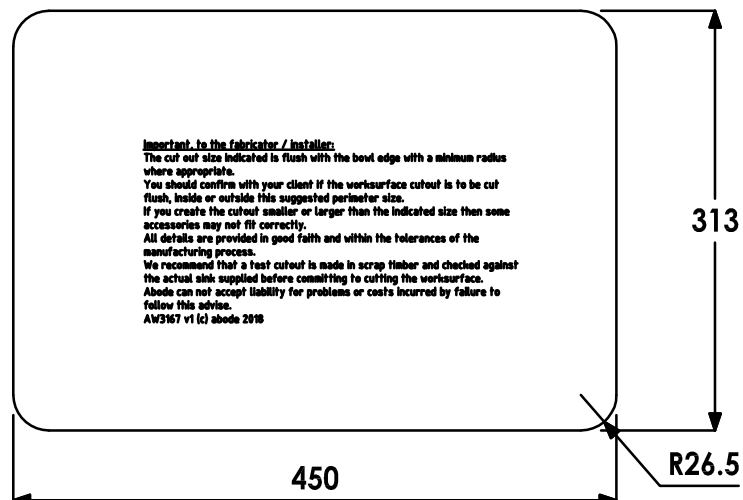 Important, to the fabricator / installer:
The cut out size indicated is flush with the bowl edge with a minimum radius
where appropriate.
You should confirm with your client if the worksurface cutout is to be cut
flush, inside or outside this suggested perimeter size.
If you create the cutout smaller or larger than the indicated size then some
accessories may not fit correctly.
All details are provided in good faith and within the tolerances of the
manufacturing process.
We recommend that a test cutout is made in scrap timber and checked against
the actual sink supplied before committing to cutting the worksurface.
Abode can not accept liability for problems or costs incurred by failure to
follow this advise.
AW3167 v1 (c) abode 2018
313
R26.5
450